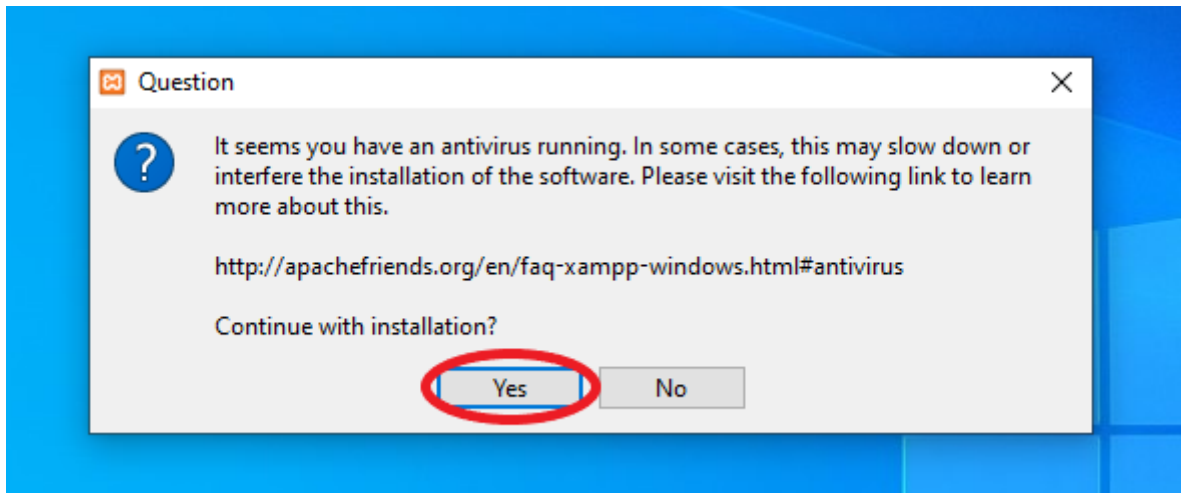 Question
It seems you have an antivirus running. In some cases, this may slow down or
interfere the installation of the software. Please visit the following link to learn
more about this.
http://apachefriends.org/en/faq-xampp-windows.html#antivirus
Continue with installation?
Yes No